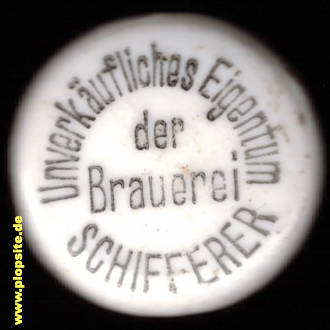 Unverkäufliches Eigentum
der
Brauerei
SCHIFFERER
www.plopsite.de